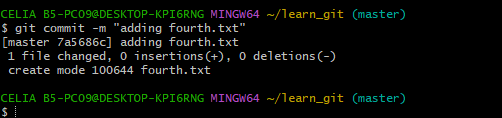 CELIA B5-PC09@DESKTOP-KPI6RNG MINGW64 ~/learn_git (master)
$ git commit -m "adding fourth.txt"
[master 7a5686c] adding fourth.txt
 1 file changed, 0 insertions(+), 0 deletions(-)
 create mode 100644 fourth.txt

CELIA B5-PC09@DESKTOP-KPI6RNG MINGW64 ~/learn_git (master)
$